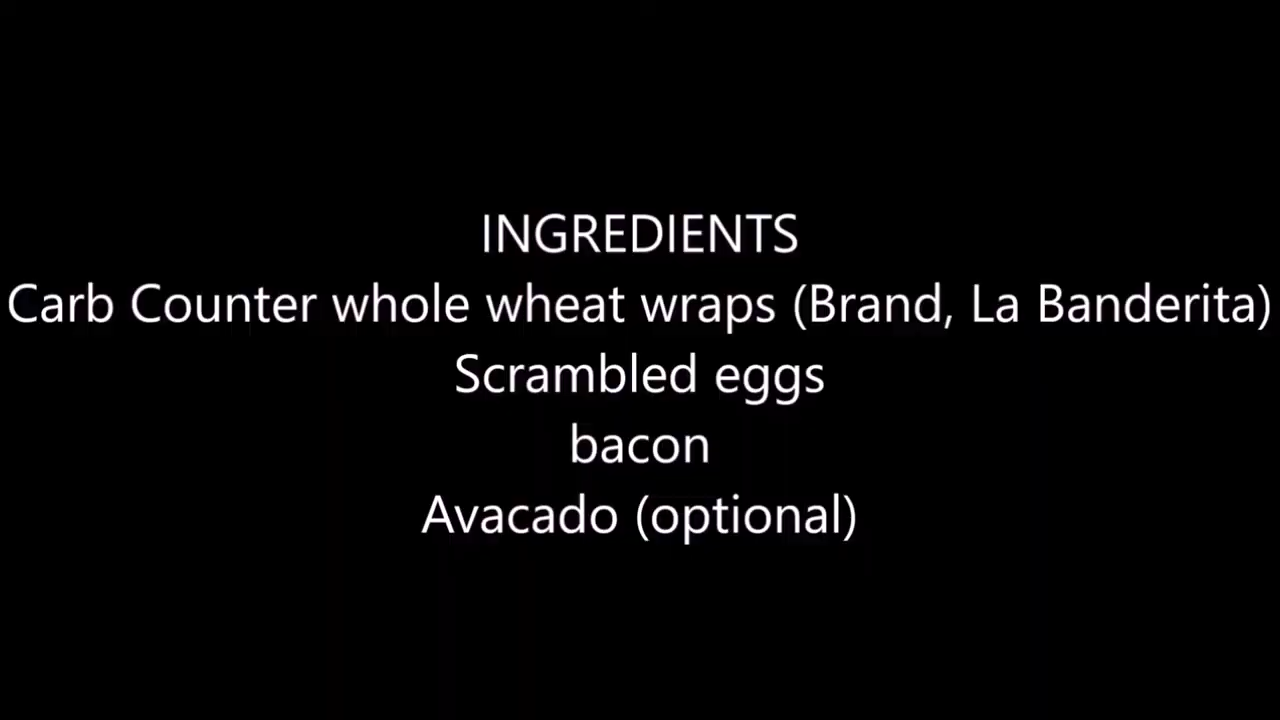 INGREDIENTS
Carb Counter whole wheat wraps (Brand, La Banderita)
Scrambled eggs
bacon
Avacado (optional)